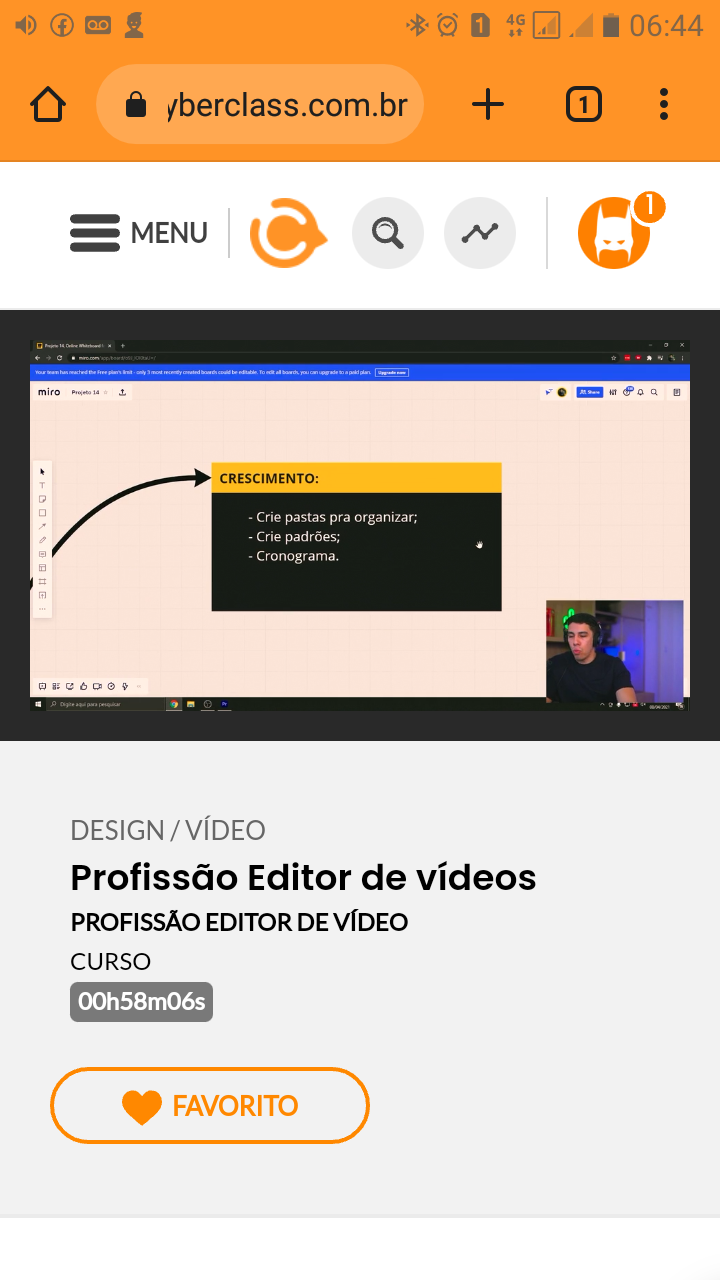 4G 1 06:44
yberclass.com.br
1
MENU
1
Projeto 14, Online Whiteboard
miro.com/app/board/
Your team has reached the Free plan's limit - only 3 most recently created boards could be editable. To edit all boards, you can upgrade to a paid plan. Upgrade now
miro Projeto 14 Share
CRESCIMENTO:
- Crie pastas pra organizar;
- Crie padrões;
- Cronograma.
Digite aqui para pesquisar
DESIGN / VÍDEO
Profissão Editor de vídeos
PROFISSÃO EDITOR DE VÍDEO
CURSO
00h58m06s
FAVORITO